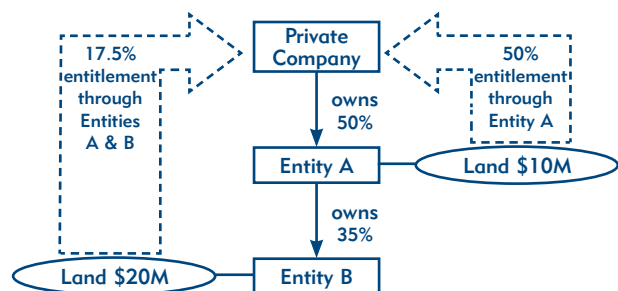 17.5%
entitlement
through
Entities
A & B
Private
Company
50%
entitlement
through
Entity A
owns
50%
Entity A
Land $10M
owns
35%
Land $20M
Entity B